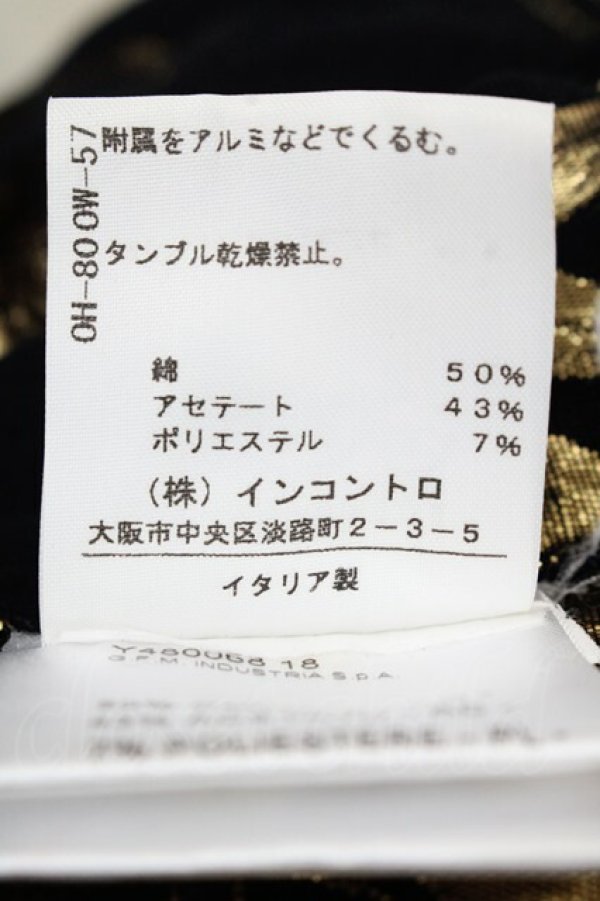 附属をアルミなどでくるむ。
OH-800W-57
タンブル乾燥禁止。
綿 50%
アセテート 43%
ポリエステル 7%
（株）インコントロ
大阪市中央区淡路町2-3-5
イタリア製
Y480068 18
G.F.M. INDUSTRIA S.p.A